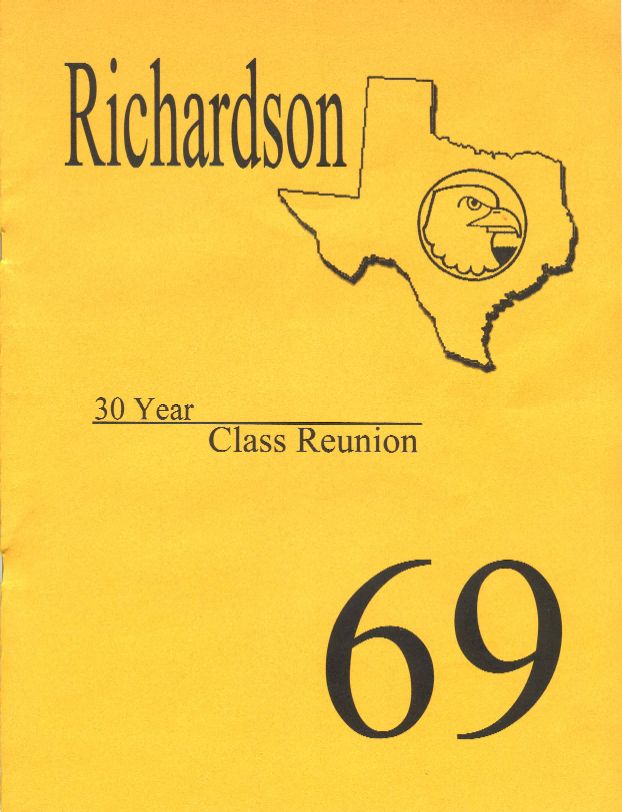 Richardson
30 Year
Class Reunion
69